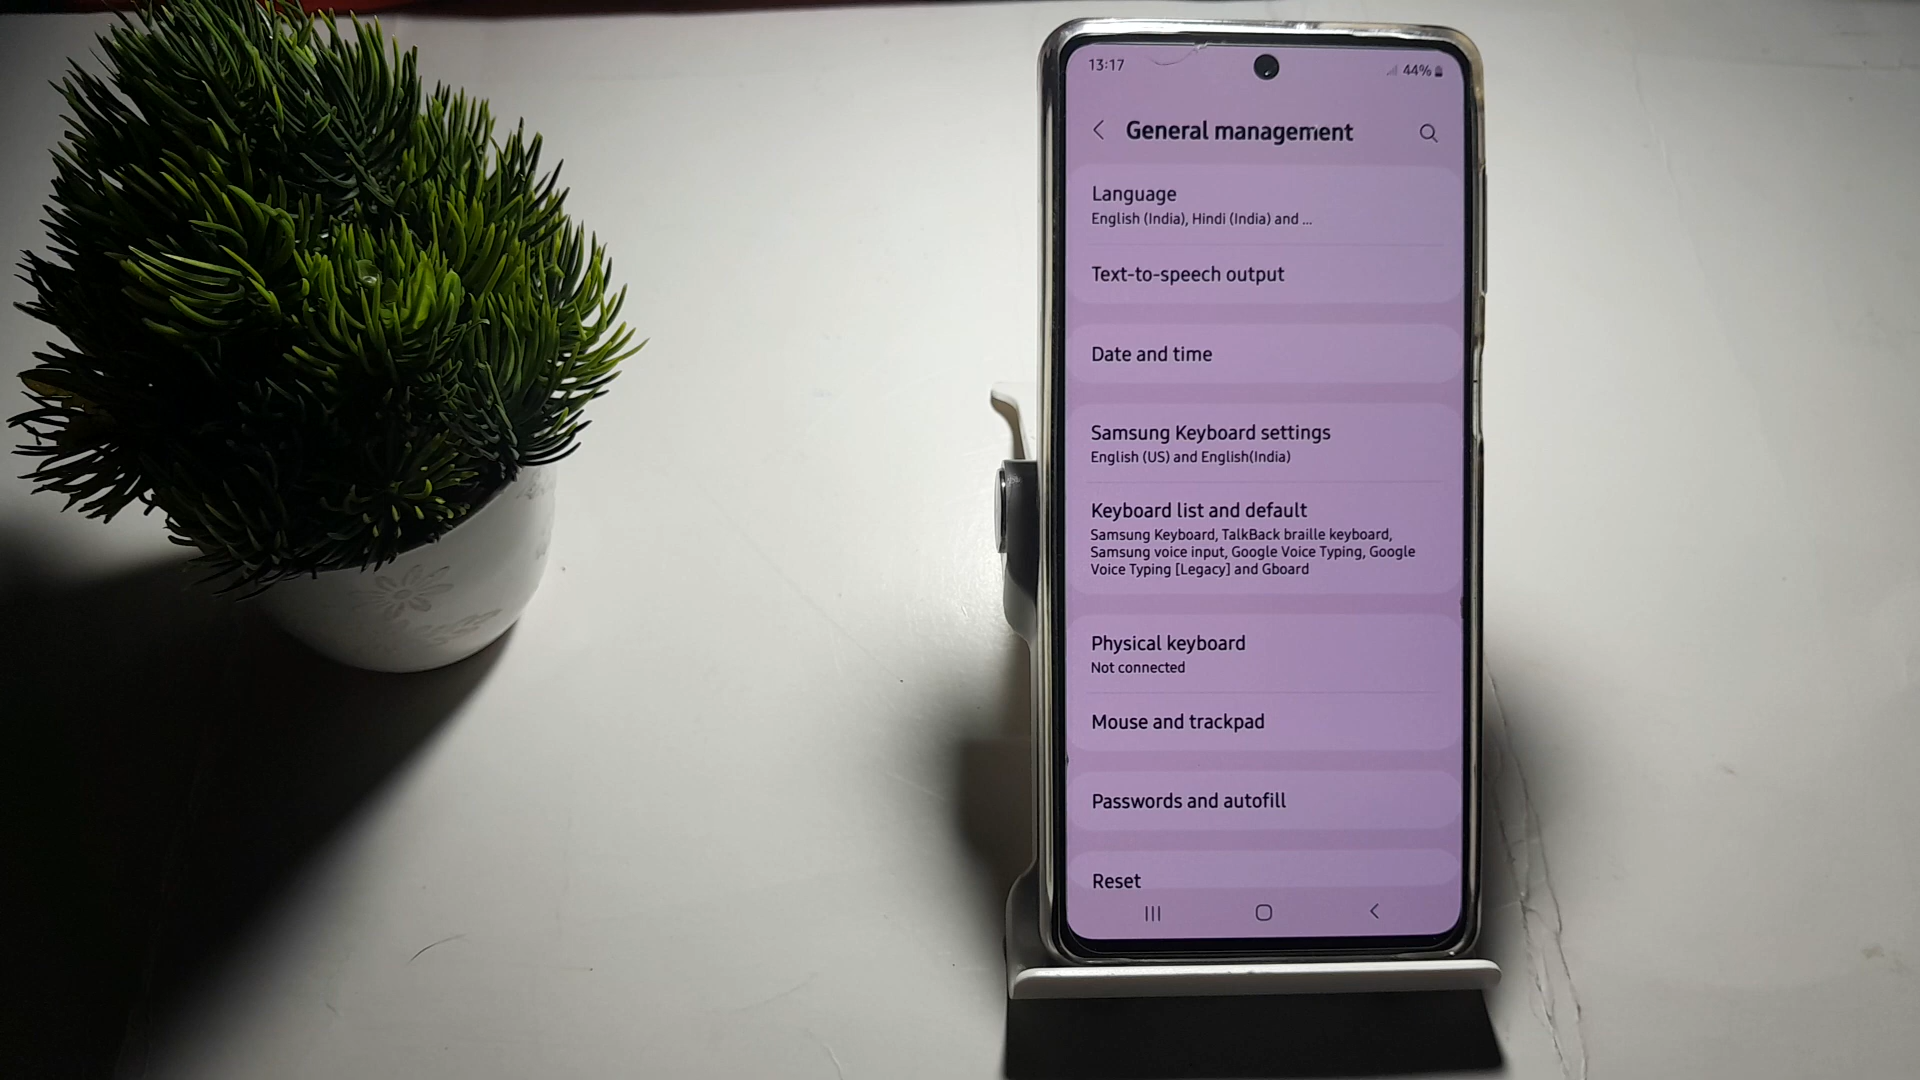 13:17
44%
General management
Language
English (India), Hindi (India) and ...
Text-to-speech output
Date and time
Samsung Keyboard settings
English (US) and English(India)
Keyboard list and default
Samsung Keyboard, TalkBack braille keyboard,
Samsung voice input, Google Voice Typing, Google
Voice Typing [Legacy] and Gboard
Physical keyboard
Not connected
Mouse and trackpad
Passwords and autofill
Reset